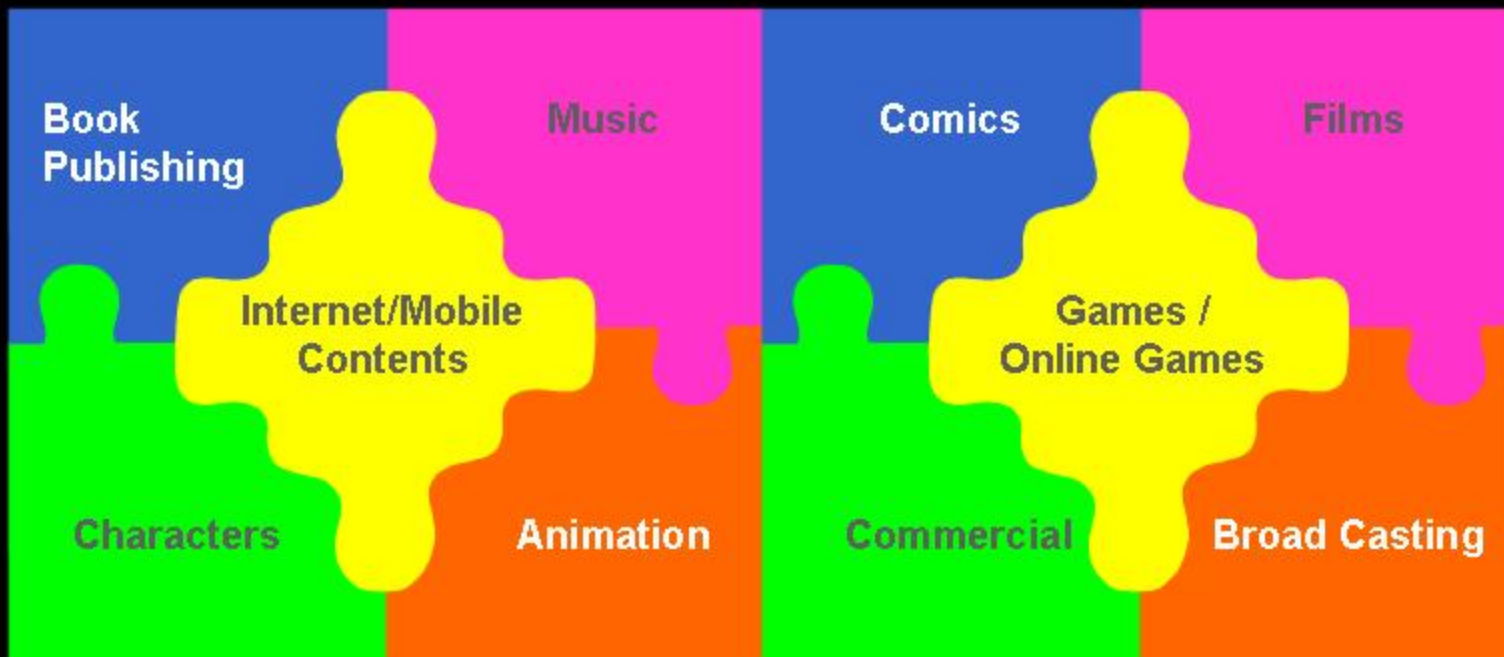 Book
Publishing
Music
Internet/Mobile
Contents
Characters
Animation
Comics
Films
Games /
Online Games
Commercial
Broad Casting